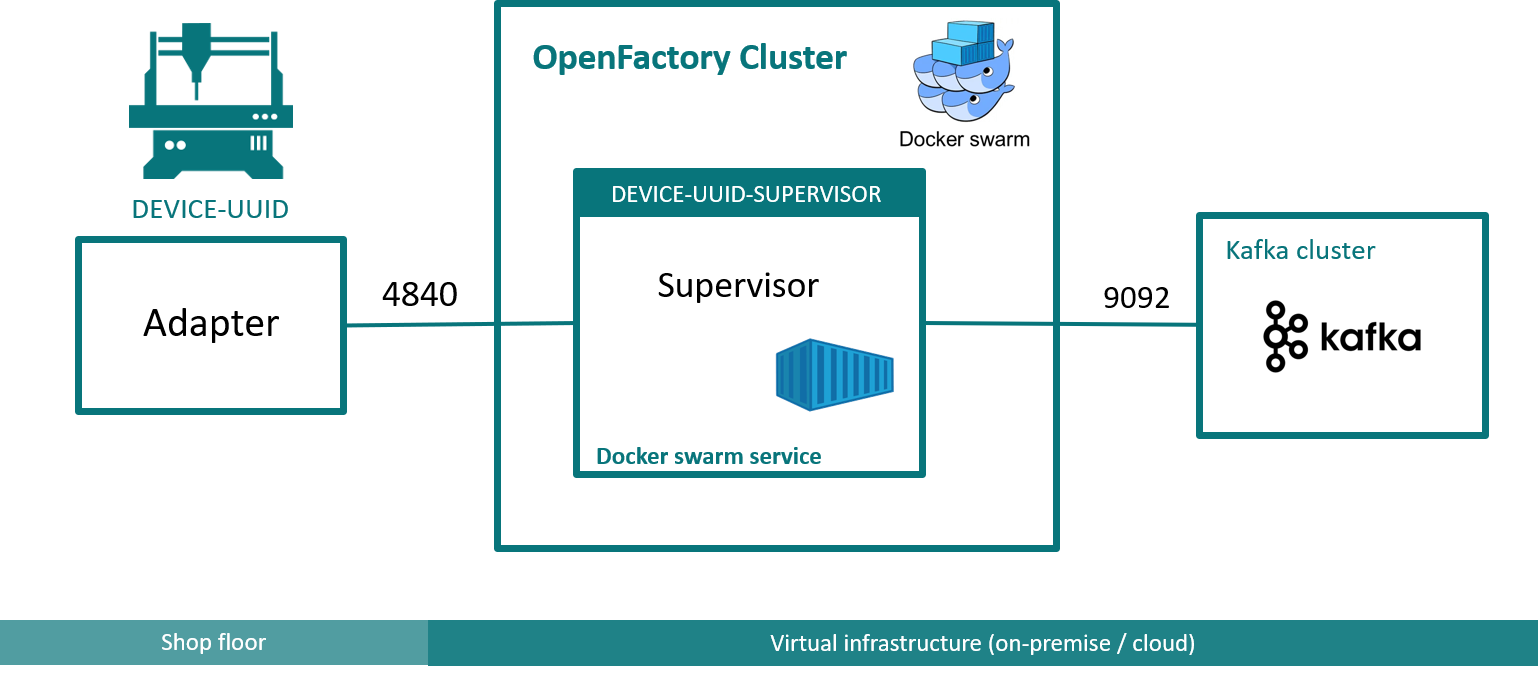 OpenFactory Cluster
Docker swarm
DEVICE-UUID
DEVICE-UUID-SUPERVISOR
Adapter
4840
Supervisor
Docker swarm service
9092
Kafka cluster
kafka
Shop floor
Virtual infrastructure (on-premise / cloud)